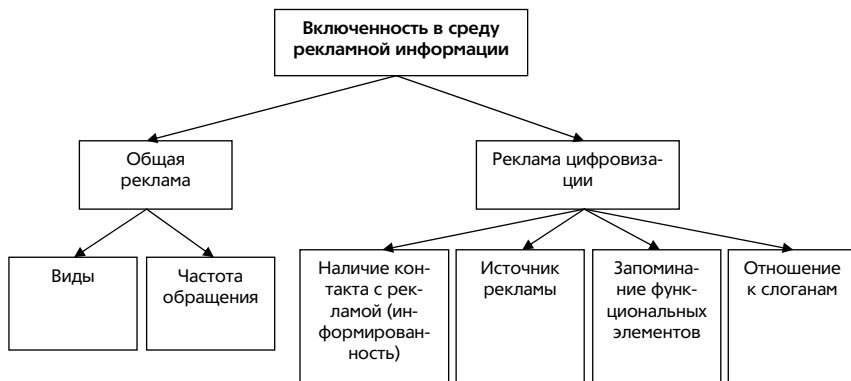 Включенность в среду
рекламной информации
Общая
реклама
Реклама цифровиза-
ции
Виды
Частота
обращения
Наличие кон-
такта с рек-
ламой (ин-
формирован-
ность)
Источник
рекламы
Запомина-
ние функ-
циональных
элементов
Отношение
к слоганам